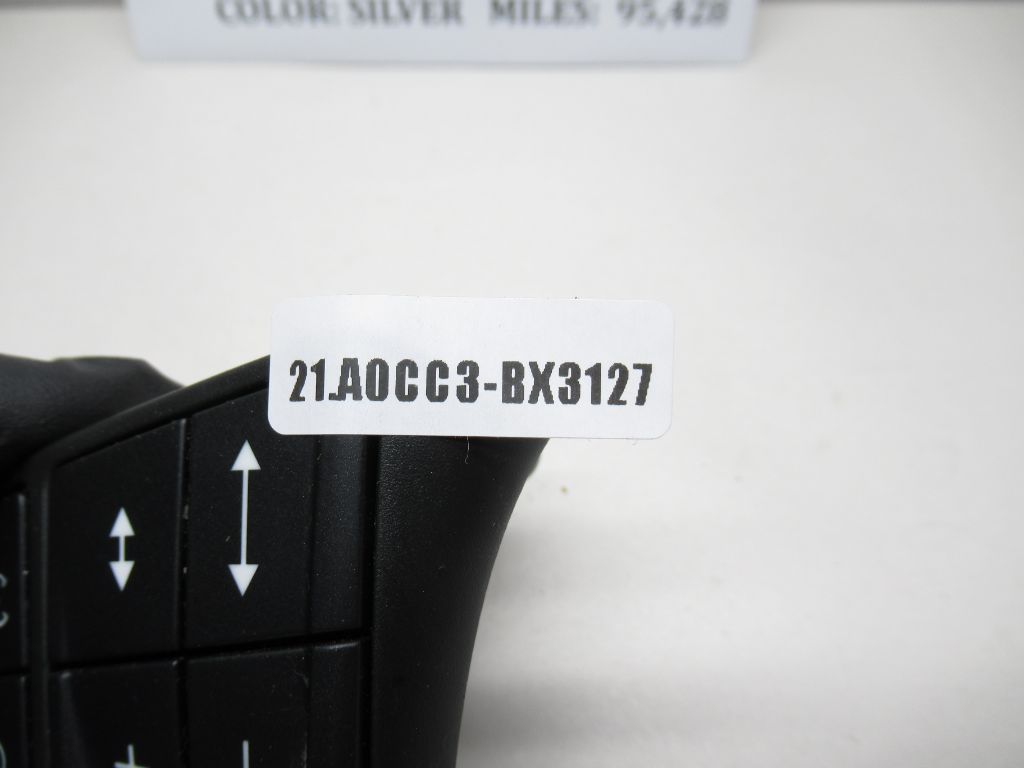 COLOR: SILVER MILES: 95,428
21.A0CC3-BX3127